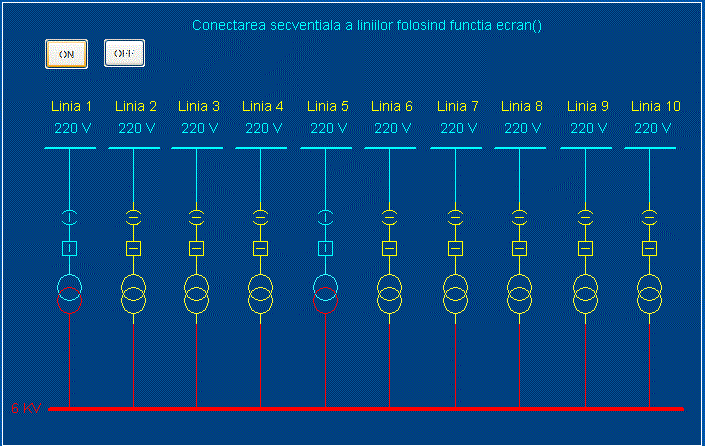 Conectarea secventiala a liniilor folosind functia ecran()
ON OFF
Linia 1 Linia 2 Linia 3 Linia 4 Linia 5 Linia 6 Linia 7 Linia 8 Linia 9 Linia 10
220 V 220 V 220 V 220 V 220 V 220 V 220 V 220 V 220 V 220 V
6 KV